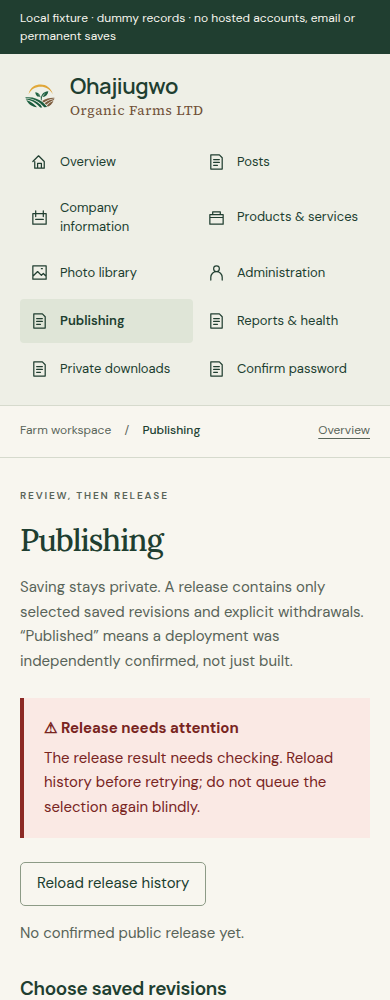 Local fixture · dummy records · no hosted accounts, email or
permanent saves
Ohajiugwo
Organic Farms LTD
Overview
Posts
Company
information
Products & services
Photo library
Administration
Publishing
Reports & health
Private downloads
Confirm password
Farm workspace / Publishing
Overview
REVIEW, THEN RELEASE
Publishing
Saving stays private. A release contains only
selected saved revisions and explicit withdrawals.
“Published” means a deployment was
independently confirmed, not just built.
⚠ Release needs attention
The release result needs checking. Reload
history before retrying; do not queue the
selection again blindly.
Reload release history
No confirmed public release yet.
Choose saved revisions